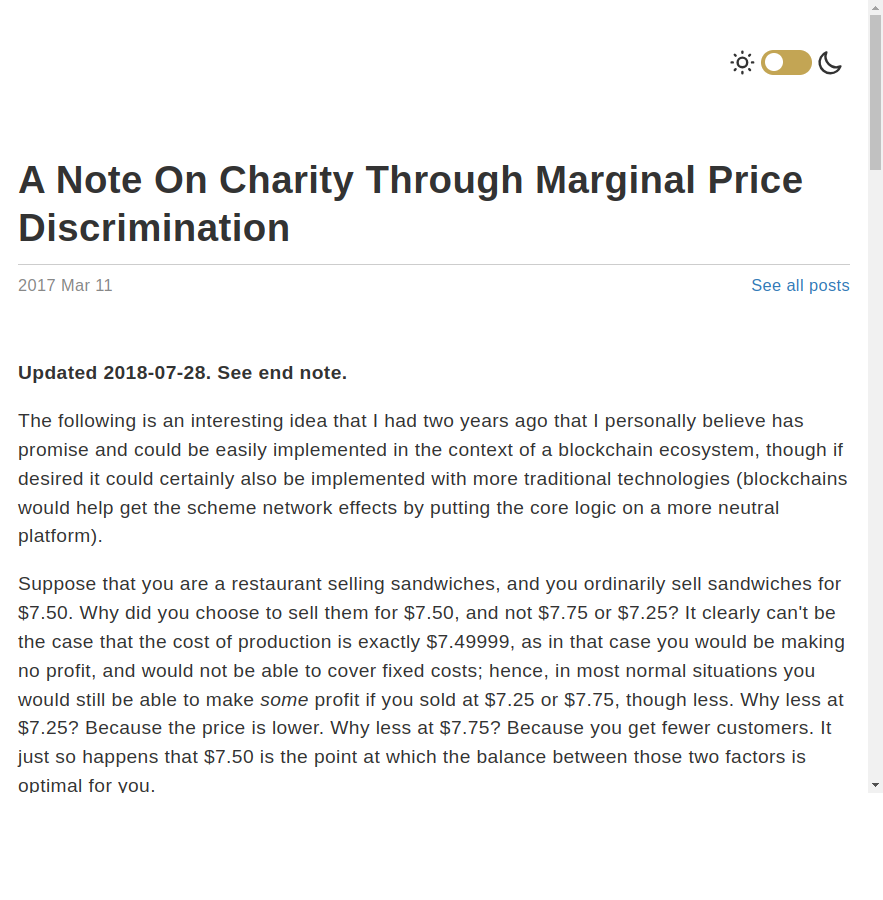 A Note On Charity Through Marginal Price
Discrimination
2017 Mar 11
See all posts
Updated 2018-07-28. See end note.
The following is an interesting idea that I had two years ago that I personally believe has
promise and could be easily implemented in the context of a blockchain ecosystem, though if
desired it could certainly also be implemented with more traditional technologies (blockchains
would help get the scheme network effects by putting the core logic on a more neutral
platform).
Suppose that you are a restaurant selling sandwiches, and you ordinarily sell sandwiches for
$7.50. Why did you choose to sell them for $7.50, and not $7.75 or $7.25? It clearly can't be
the case that the cost of production is exactly $7.49999, as in that case you would be making
no profit, and would not be able to cover fixed costs; hence, in most normal situations you
would still be able to make some profit if you sold at $7.25 or $7.75, though less. Why less at
$7.25? Because the price is lower. Why less at $7.75? Because you get fewer customers. It
just so happens that $7.50 is the point at which the balance between those two factors is
optimal for you.